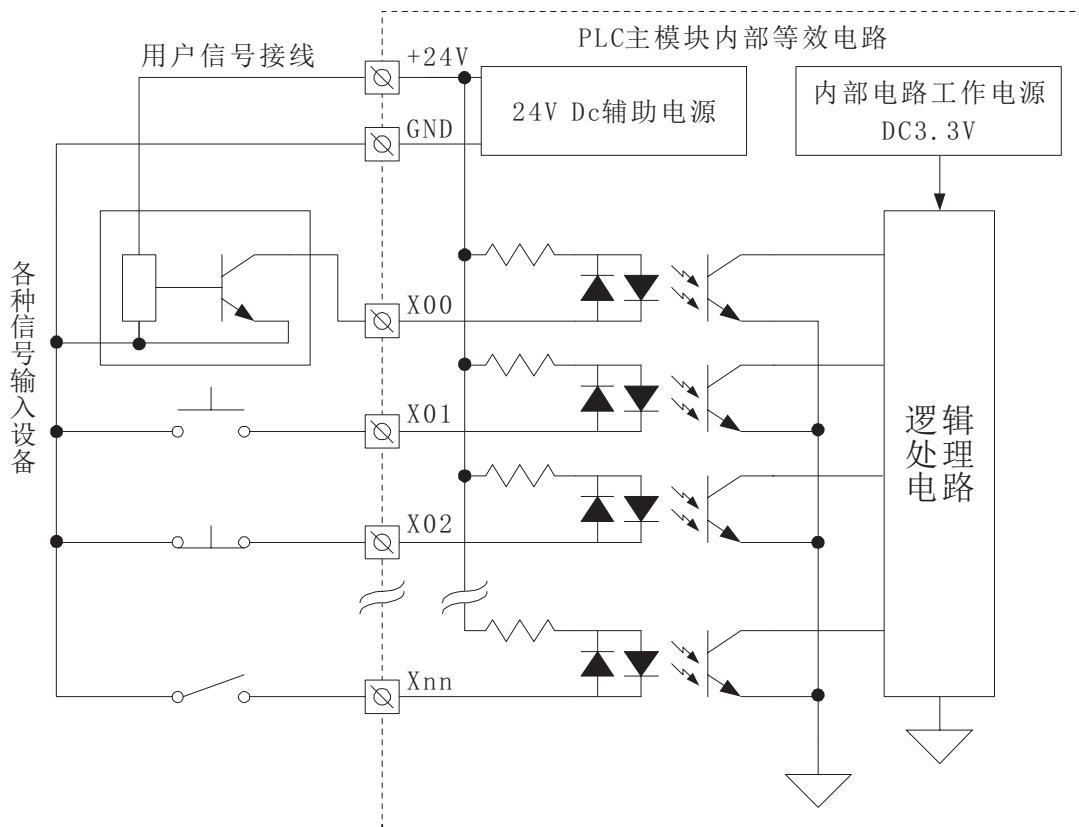 PLC主模块内部等效电路
用户信号接线
+24V
24V Dc辅助电源
内部电路工作电源
DC3.3V
GND
各种信号输入设备
X00
X01
X02
Xnn
逻辑
处理
电路